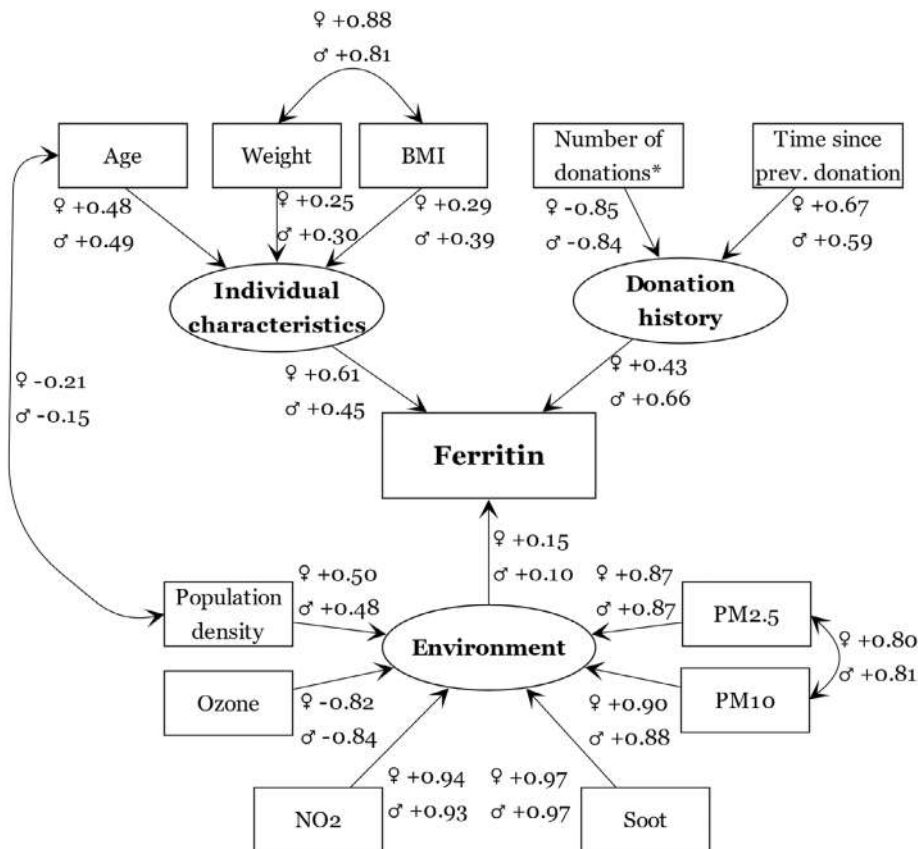 ♀ +0.88
♂ +0.81
Age
Weight
BMI
Number of
donations*
Time since
prev. donation
♀ +0.48
♂ +0.49
♀ +0.25
♂ +0.30
♀ +0.29
♂ +0.39
♀ -0.85
♂ -0.84
♀ +0.67
♂ +0.59
Individual
characteristics
Donation
history
♀ -0.21
♂ -0.15
♀ +0.61
♂ +0.45
♀ +0.43
♂ +0.66
Ferritin
♀ +0.15
♂ +0.10
Population
density
♀ +0.50
♂ +0.48
Environment
♀ +0.87
♂ +0.87
PM2.5
♀ +0.80
♂ +0.81
Ozone
♀ -0.82
♂ -0.84
♀ +0.90
♂ +0.88
PM10
NO2
♀ +0.94
♂ +0.93
♀ +0.97
♂ +0.97
Soot